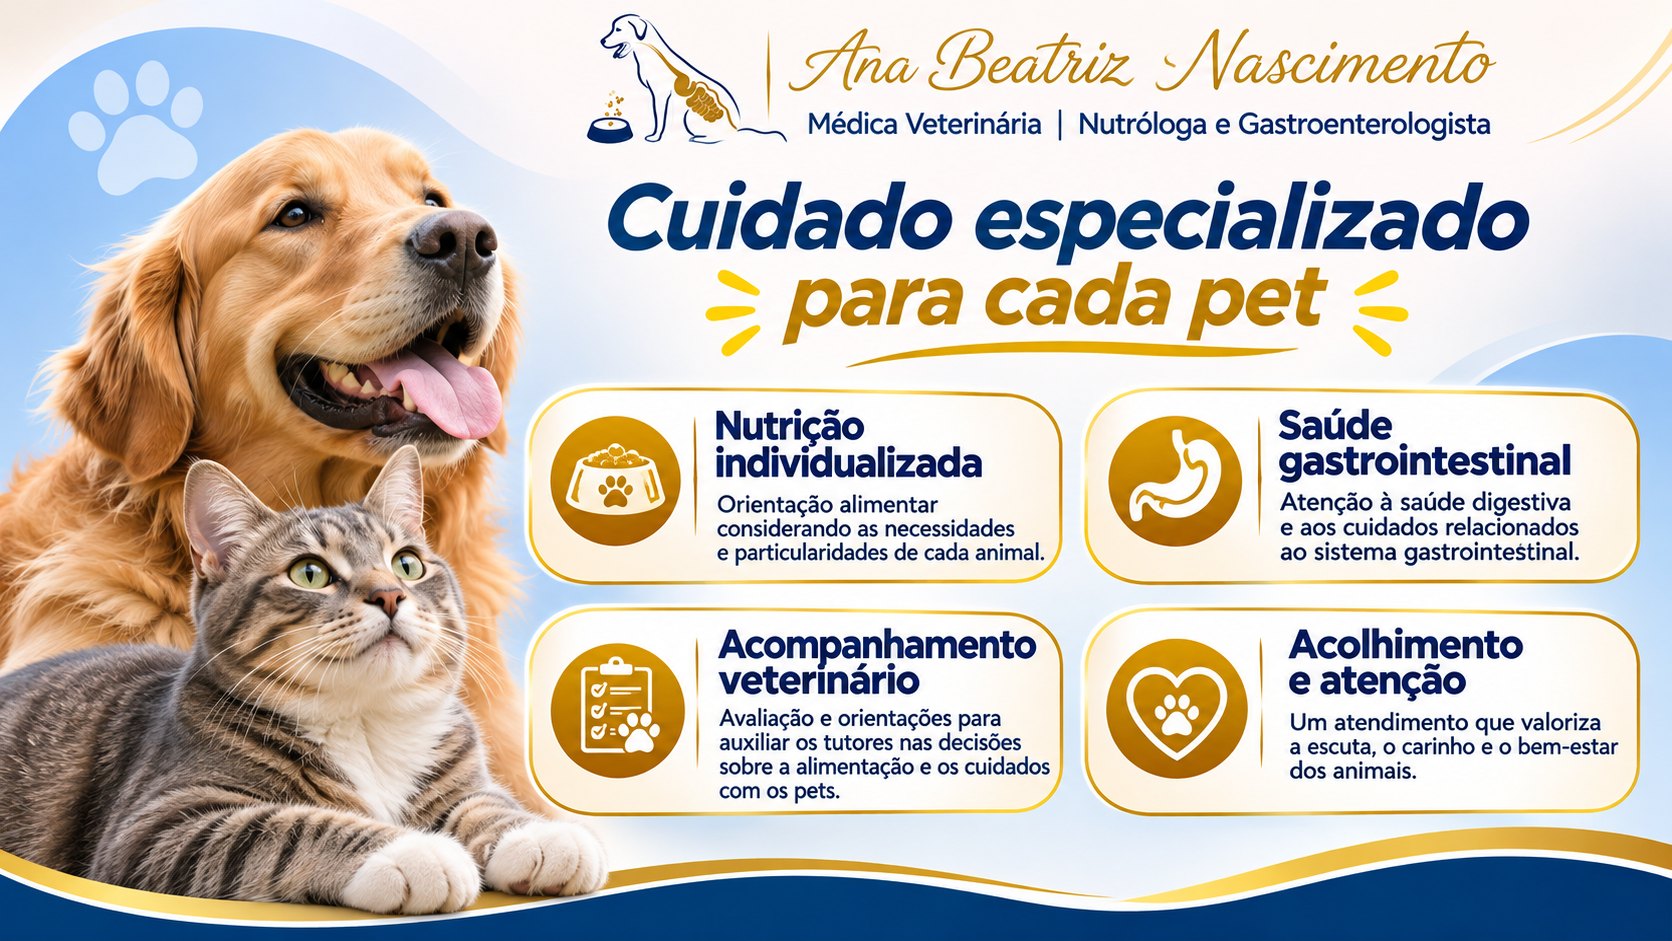 Ana Beatriz Nascimento
Médica Veterinária | Nutróloga e Gastroenterologista
Cuidado especializado
para cada pet
Nutrição
individualizada
Orientação alimentar
considerando as necessidades
e particularidades de cada animal.
Saúde
gastrointestinal
Atenção à saúde digestiva
e aos cuidados relacionados
ao sistema gastrointestinal.
Acompanhamento
veterinário
Avaliação e orientações para
auxiliar os tutores nas decisões
sobre a alimentação e os cuidados
com os pets.
Acolhimento
e atenção
Um atendimento que valoriza
a escuta, o carinho e o bem-estar
dos animais.